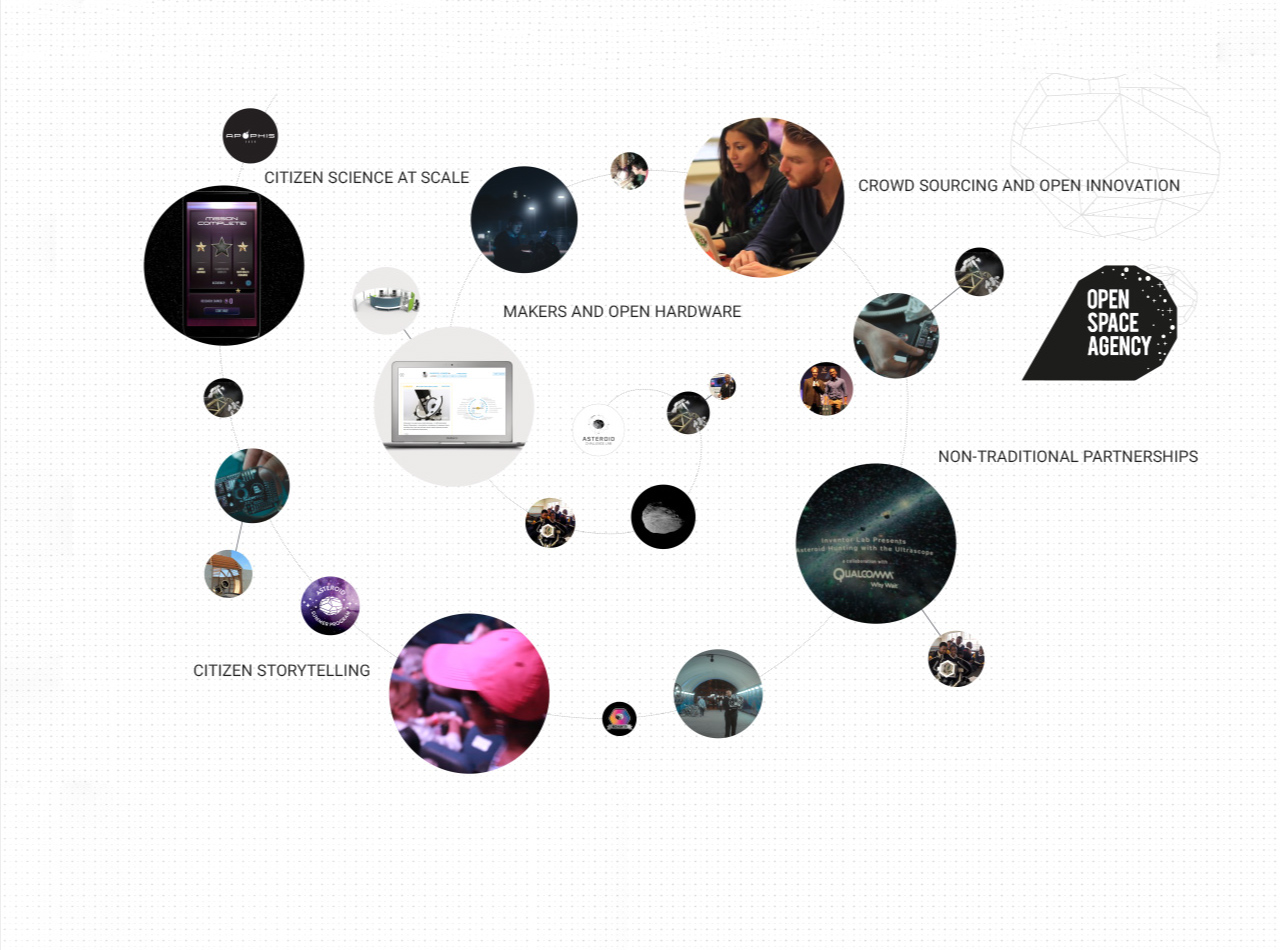 APOPHIS
CITIZEN SCIENCE AT SCALE
MISSION
COMPLETE!
CROWD SOURCING AND OPEN INNOVATION
MAKERS AND OPEN HARDWARE
OPEN
SPACE
AGENCY
ASTEROID
NON-TRADITIONAL PARTNERSHIPS
Inventor Lab Presents
Asteroid Hunting with the Ultrascope
a collaboration with
QUALCOMM
Why Wait
ASTEROID
SUMMER PROGRAM
CITIZEN STORYTELLING